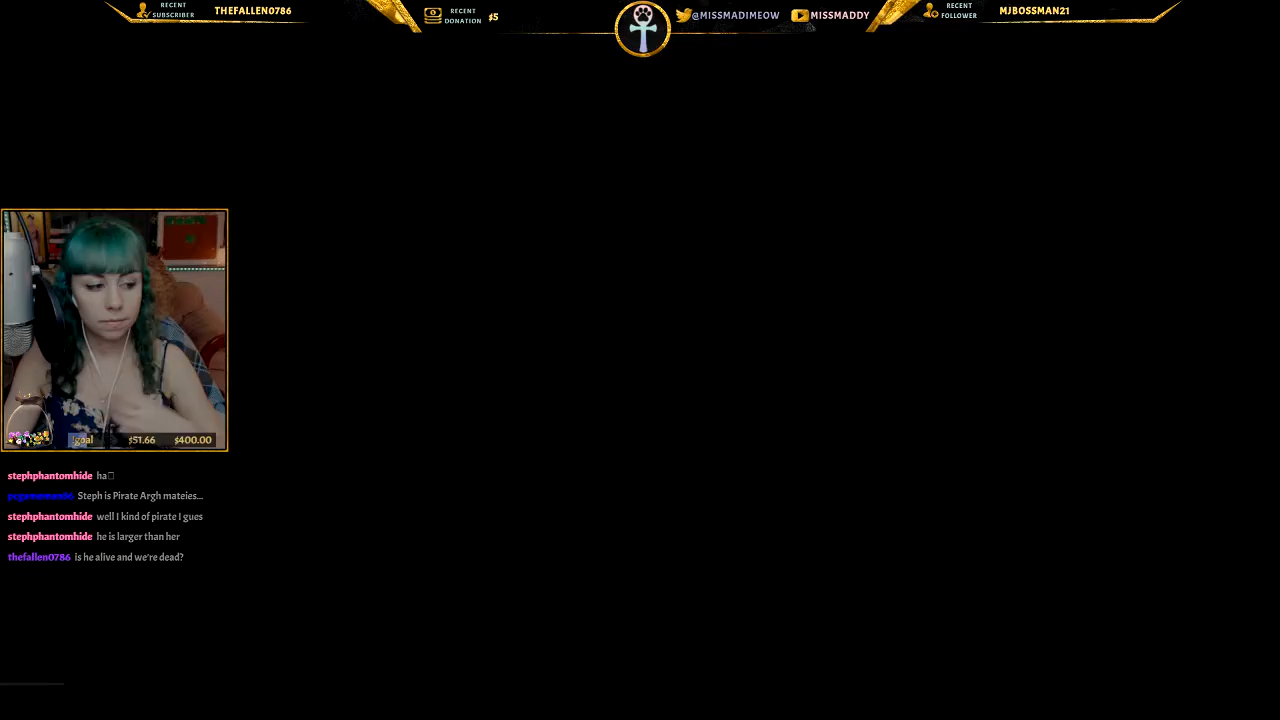 RECENT SUBSCRIBER THEFALLEN0786
RECENT DONATION $5
@MISSMADIMEOW MISSMADDY
RECENT FOLLOWER MJBOSSMAN21
!goal $51.66 $400.00
stephphantomhide ha
Steph is Pirate Argh mateies...
stephphantomhide well I kind of pirate I gues
stephphantomhide he is larger than her
thefallen0786 is he alive and we're dead?